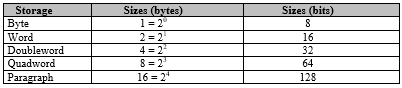 Storage Sizes (bytes) Sizes (bits)
Byte 1 = 2⁰ 8
Word 2 = 2¹ 16
Doubleword 4 = 2² 32
Quadword 8 = 2³ 64
Paragraph 16 = 2⁴ 128